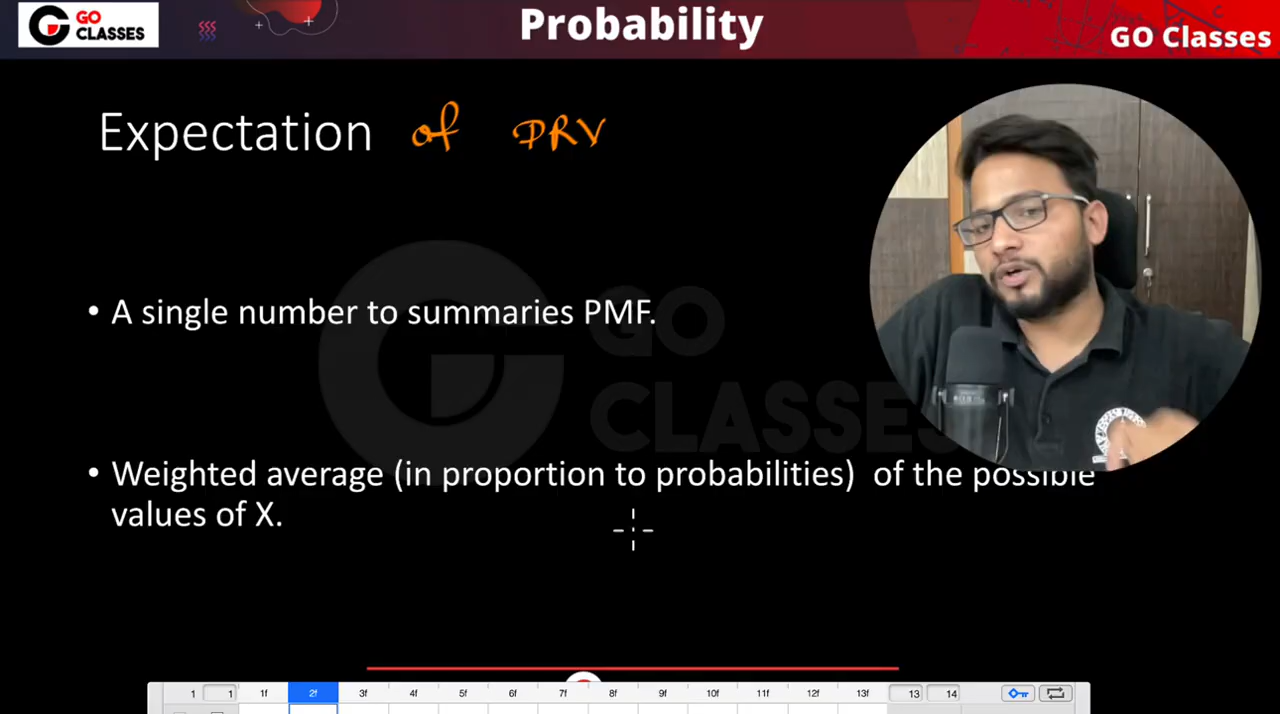 GO
CLASSES
Probability
GO Classes
Expectation of DRV
• A single number to summaries PMF.
GO
CLASSES
• Weighted average (in proportion to probabilities) of the possible
values of X.
1 1 1f 2f 3f 4f 5f 6f 7f 8f 9f 10f 11f 12f 13f 13 14